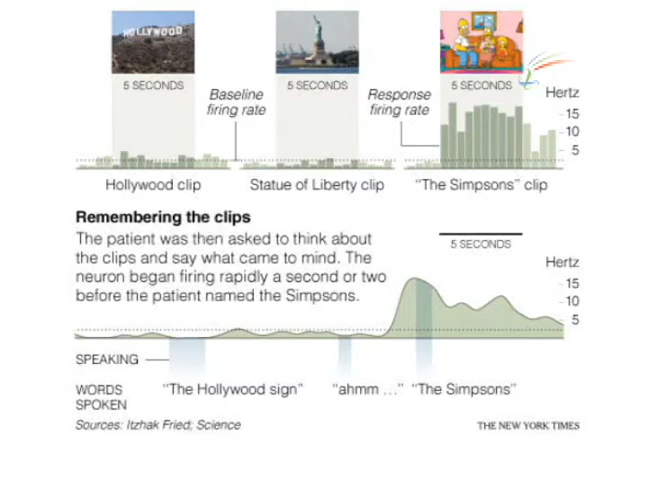 HOLLYWOOD
5 SECONDS
5 SECONDS
5 SECONDS
Baseline
firing rate
Response
firing rate
Hertz
15
10
5
Hollywood clip
Statue of Liberty clip
“The Simpsons” clip
Remembering the clips
The patient was then asked to think about
the clips and say what came to mind. The
neuron began firing rapidly a second or two
before the patient named the Simpsons.
5 SECONDS
Hertz
15
10
5
SPEAKING
WORDS
SPOKEN
“The Hollywood sign”
“ahmm ...”
“The Simpsons”
Sources: Itzhak Fried; Science
THE NEW YORK TIMES